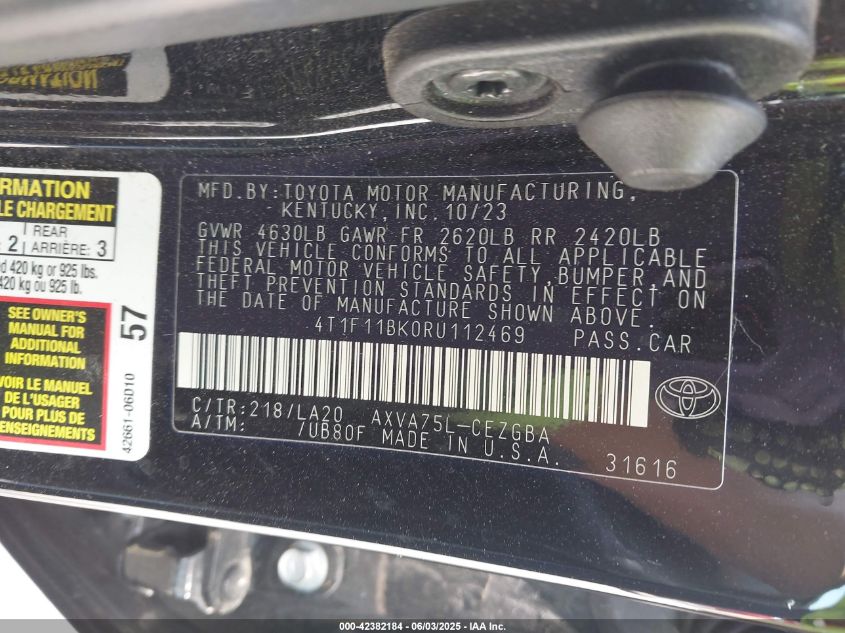 RMATION
LE CHARGEMENT
REAR
2 ARRIÈRE: 3
420 kg or 925 lbs.
420 kg ou 925 lb.
SEE OWNER'S
MANUAL FOR
ADDITIONAL
INFORMATION
VOIR LE MANUEL
DE L'USAGER
POUR PLUS DE
RENSEIGNEMENTS
57
42661-06D10
MFD.BY:TOYOTA MOTOR MANUFACTURING,
KENTUCKY,INC.10/23
GVWR 4630LB GAWR FR 2620LB RR 2420LB
THIS VEHICLE CONFORMS TO ALL APPLICABLE
FEDERAL MOTOR VEHICLE SAFETY,BUMPER,AND
THEFT PREVENTION STANDARDS IN EFFECT ON
THE DATE OF MANUFACTURE SHOWN ABOVE.
4T1F11BK0RU112469 PASS.CAR
C/TR:218/LA20 AXVA75L-CEZGBA
A/TM: /UB80F MADE IN U.S.A.
31616
000-42382184 - 06/03/2025 - IAA Inc.